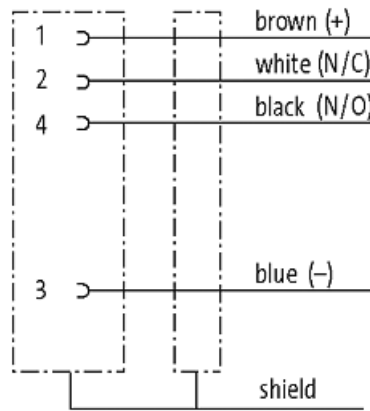 1 brown (+)
2 white (N/C)
4 black (N/O)
3 blue (–)
shield